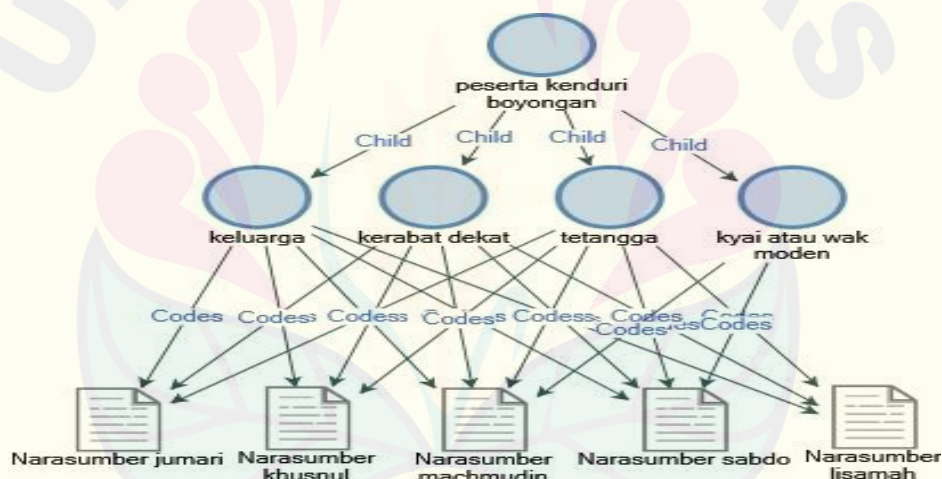 peserta kenduri
boyongan
Child
Child
Child
Child
keluarga
kerabat dekat
tetangga
kyai atau wak
moden
Codes
Codes
Codes
Codes
Codes
Codes
Codes
Codes
Narasumber jumari
Narasumber
khusnul
Narasumber
machmudin
Narasumber sabdo
Narasumber
lisamah